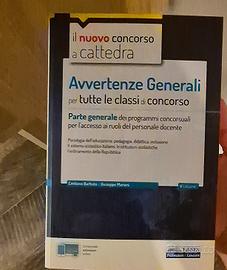 il nuovo concorso
a cattedra
Avvertenze Generali
per tutte le classi di concorso
Parte generale dei programmi concorsuali
per l'accesso ai ruoli del personale docente
Psicologia dell'educazione, pedagogia, didattica, inclusione
il sistema scolastico italiano, le istituzioni scolastiche
l'ordinamento della Repubblica
Emiliano Barbuto Giuseppe Mariani